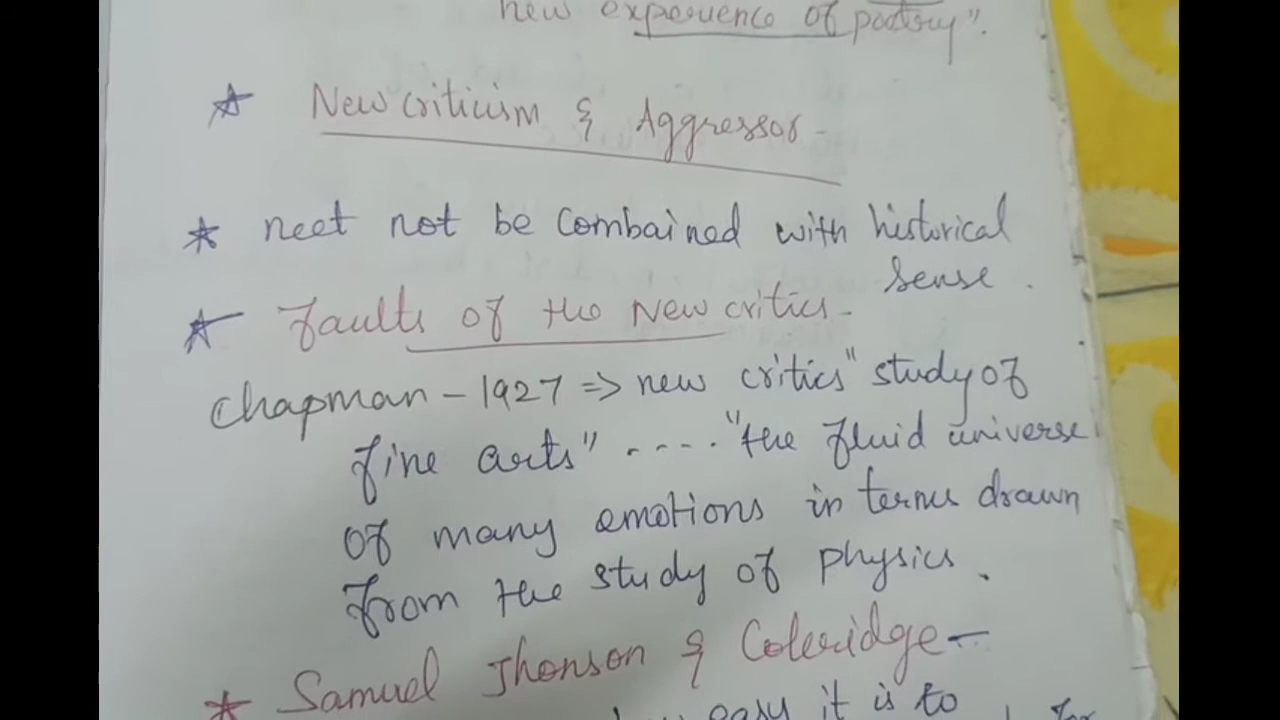 new experience of poetry".
☆ New criticism & Aggressor -
☆ neet not be Combained with historical
sense .
☆ Faults of the New critics -
Chapman - 1927 => new critics "study of
fine arts" ..... "the fluid universe
of many emotions in terms drawn
from the study of physics .
☆ Samuel Jhonson & Coleridge -
easy it is to